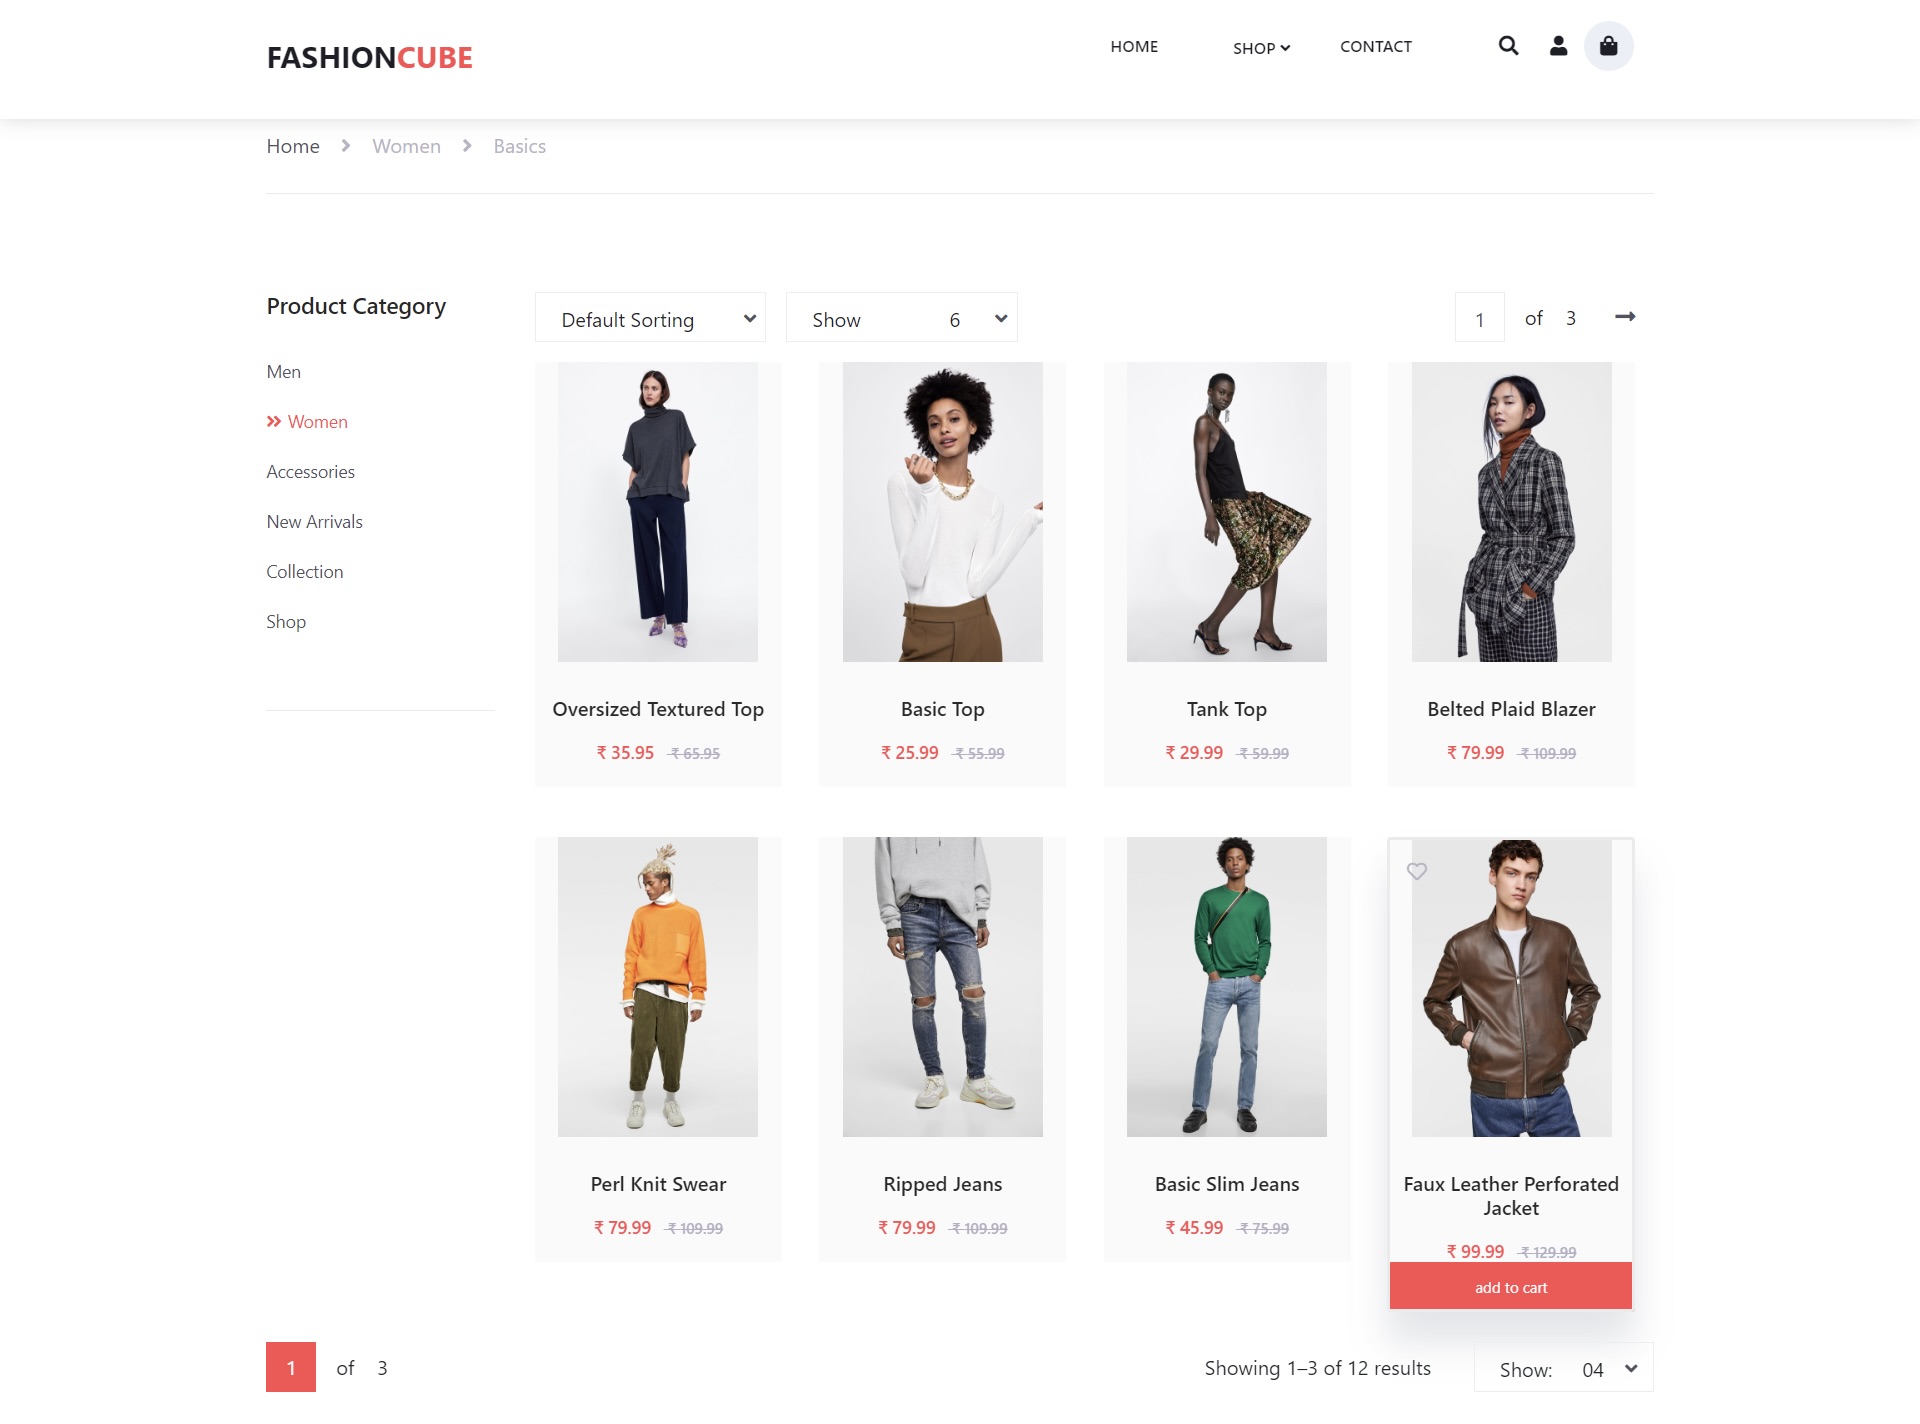 FASHIONCUBE
HOME
SHOP
CONTACT
Home
Women
Basics
Product Category
Men
Women
Accessories
New Arrivals
Collection
Shop
Default Sorting
Show 6
1 of 3
Oversized Textured Top
₹ 35.95 ₹ 65.95
Basic Top
₹ 25.99 ₹ 55.99
Tank Top
₹ 29.99 ₹ 59.99
Belted Plaid Blazer
₹ 79.99 ₹ 109.99
Perl Knit Swear
₹ 79.99 ₹ 109.99
Ripped Jeans
₹ 79.99 ₹ 109.99
Basic Slim Jeans
₹ 45.99 ₹ 75.99
Faux Leather Perforated
Jacket
₹ 99.99 ₹ 129.99
add to cart
1 of 3
Showing 1–3 of 12 results
Show: 04